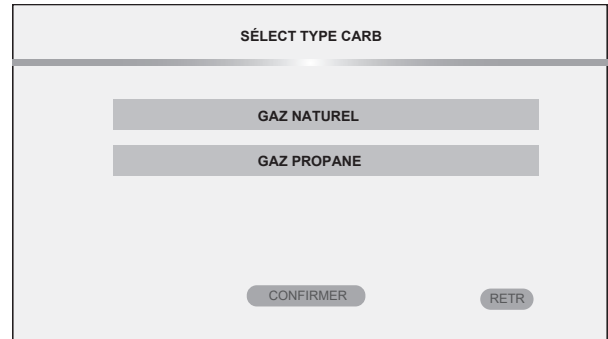 SÉLECT TYPE CARB
GAZ NATUREL
GAZ PROPANE
CONFIRMER
RETR